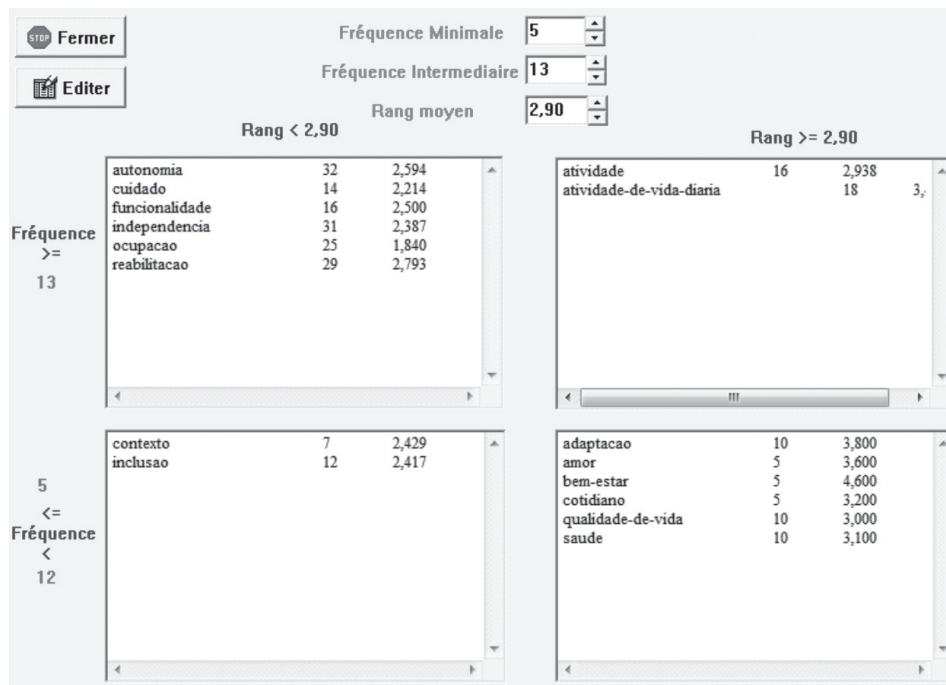 STOP Fermer
Editer
Fréquence Minimale 5
Fréquence Intermediaire 13
Rang moyen 2,90
Rang < 2,90
Rang >= 2,90
Fréquence
>=
13
autonomia 32 2,594
cuidado 14 2,214
funcionalidade 16 2,500
independencia 31 2,387
ocupacao 25 1,840
reabilitacao 29 2,793
atividade 16 2,938
atividade-de-vida-diaria 18 3,
5
<=
Fréquence
<
12
contexto 7 2,429
inclusao 12 2,417
adaptacao 10 3,800
amor 5 3,600
bem-estar 5 4,600
cotidiano 5 3,200
qualidade-de-vida 10 3,000
saude 10 3,100